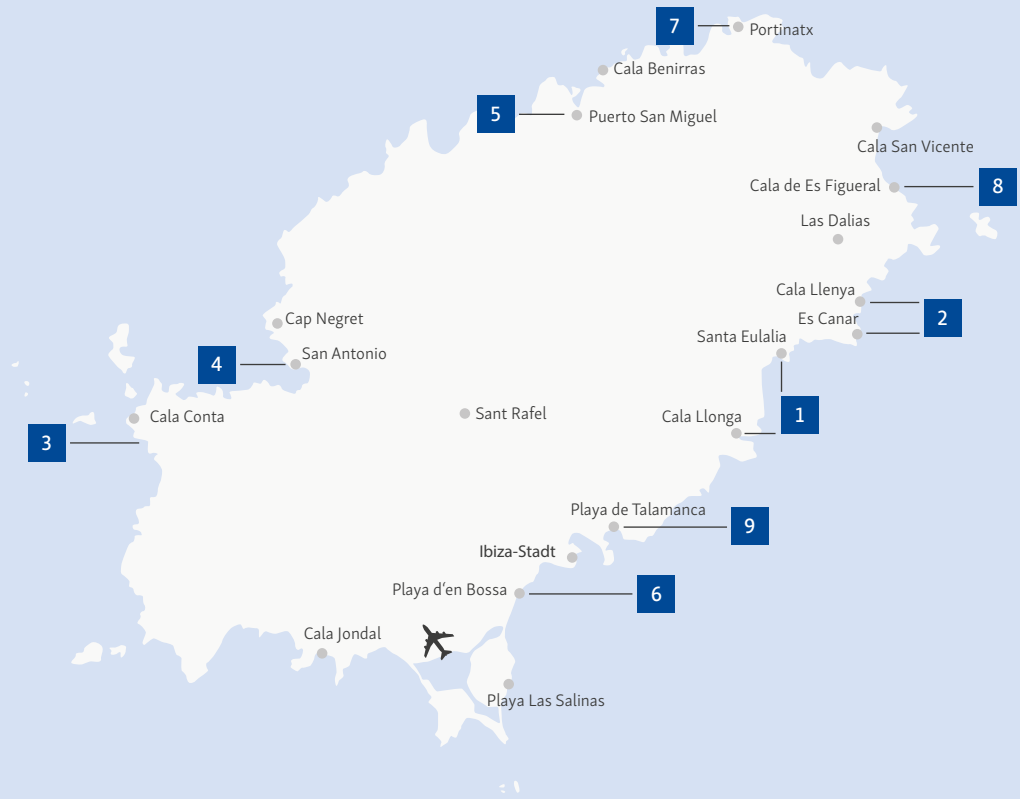 7
Portinatx
Cala Benirras
5
Puerto San Miguel
Cala San Vicente
Cala de Es Figueral
8
Las Dalias
Cala Llenya
Es Canar
2
Cap Negret
Santa Eulalia
San Antonio
4
Cala Conta
Sant Rafel
Cala Llonga
1
3
Playa de Talamanca
9
Ibiza-Stadt
Playa d‘en Bossa
6
Cala Jondal
Playa Las Salinas